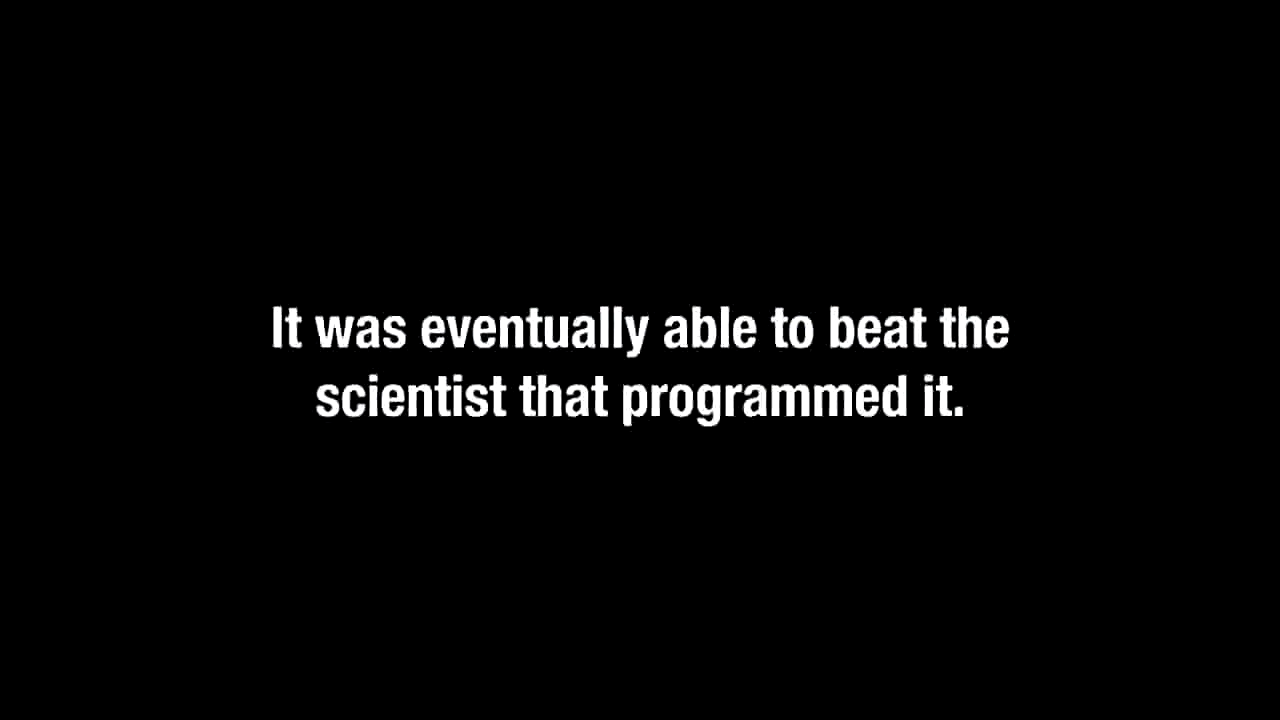 It was eventually able to beat the
scientist that programmed it.